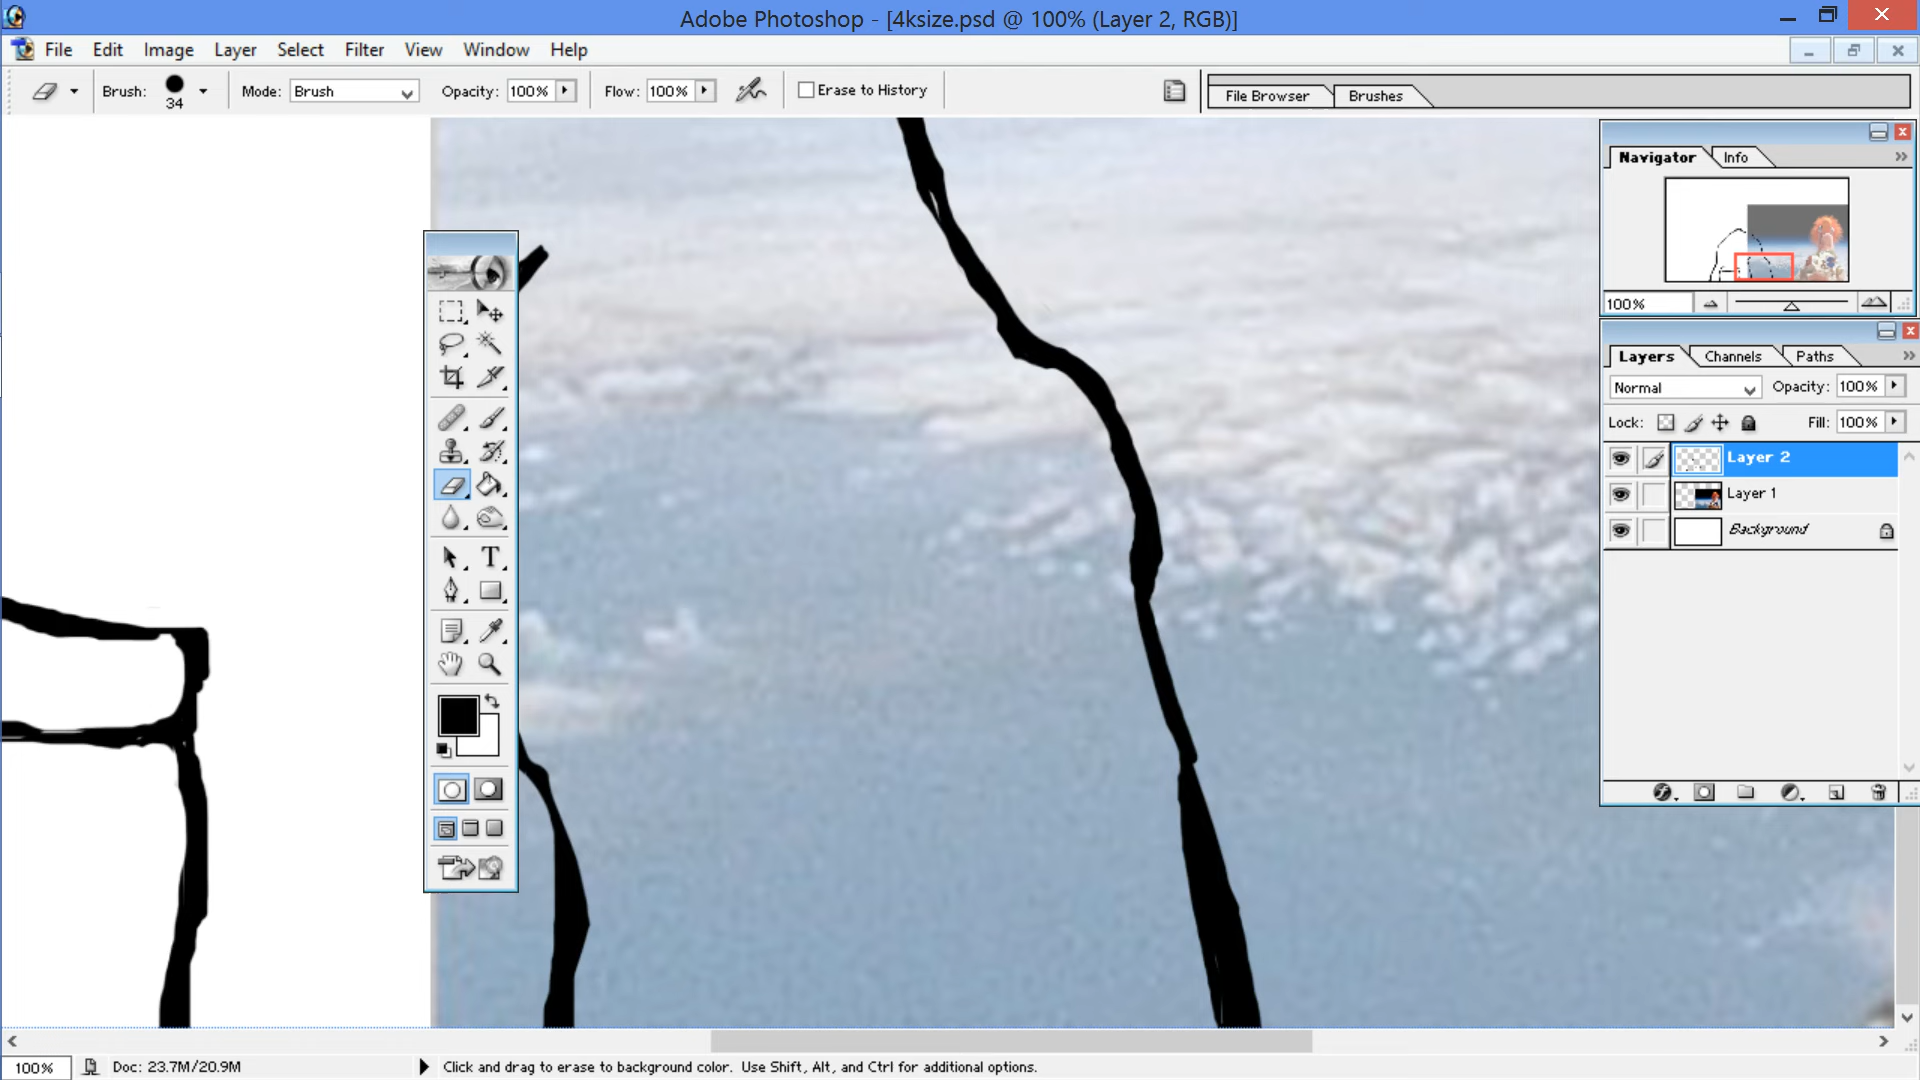 Adobe Photoshop - [4ksize.psd @ 100% (Layer 2, RGB)]
File Edit Image Layer Select Filter View Window Help
Brush: 34 Mode: Brush Opacity: 100% Flow: 100% Erase to History
File Browser Brushes
Navigator Info
100%
Layers Channels Paths
Normal Opacity: 100%
Lock: Fill: 100%
Layer 2
Layer 1
Background
T
100% Doc: 23.7M/20.9M Click and drag to erase to background color. Use Shift, Alt, and Ctrl for additional options.